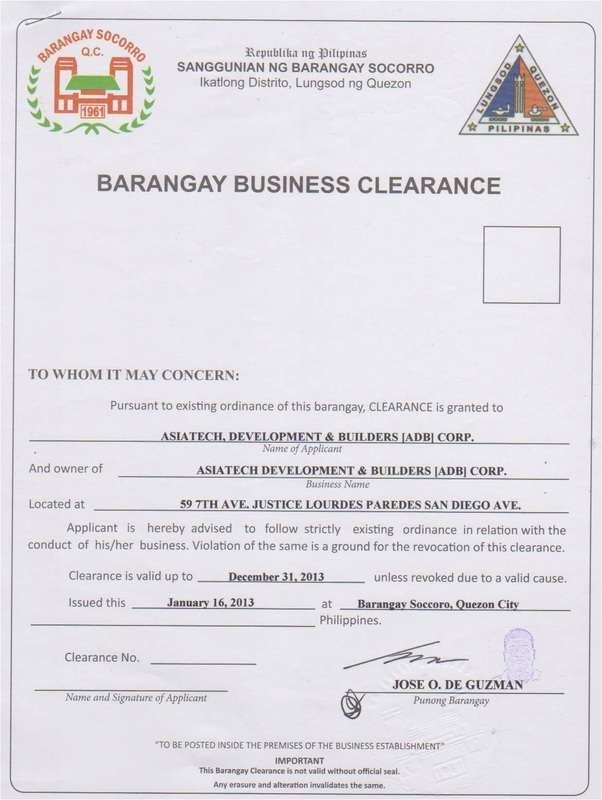 BARANGAY SOCORRO
Q.C.
1961
Republika ng Pilipinas
SANGGUNIAN NG BARANGAY SOCORRO
Ikatlong Distrito, Lungsod ng Quezon
LUNGSOD QUEZON
PILIPINAS
BARANGAY BUSINESS CLEARANCE
TO WHOM IT MAY CONCERN:
Pursuant to existing ordinance of this barangay, CLEARANCE is granted to
ASIATECH, DEVELOPMENT & BUILDERS [ADB] CORP.
Name of Applicant
And owner of ASIATECH DEVELOPMENT & BUILDERS [ADB] CORP.
Business Name
Located at 59 7TH AVE. JUSTICE LOURDES PAREDES SAN DIEGO AVE.
Applicant is hereby advised to follow strictly existing ordinance in relation with the
conduct of his/her business. Violation of the same is a ground for the revocation of this clearance.
Clearance is valid up to December 31, 2013 unless revoked due to a valid cause.
Issued this January 16, 2013 at Barangay Soccoro, Quezon City
Philippines.
Clearance No.
JOSE O. DE GUZMAN
Name and Signature of Applicant
Punong Barangay
"TO BE POSTED INSIDE THE PREMISES OF THE BUSINESS ESTABLISHMENT"
IMPORTANT
This Barangay Clearance is not valid without official seal.
Any erasure and alteration invalidates the same.